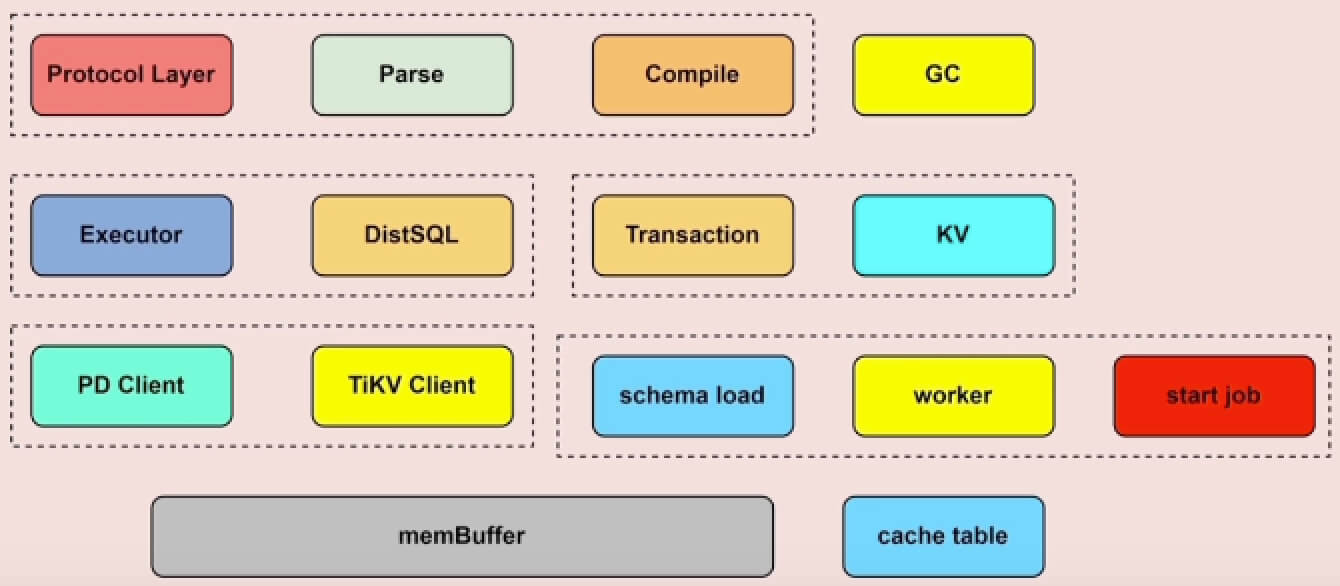 Protocol Layer
Parse
Compile
GC
Executor
DistSQL
Transaction
KV
PD Client
TiKV Client
schema load
worker
start job
memBuffer
cache table